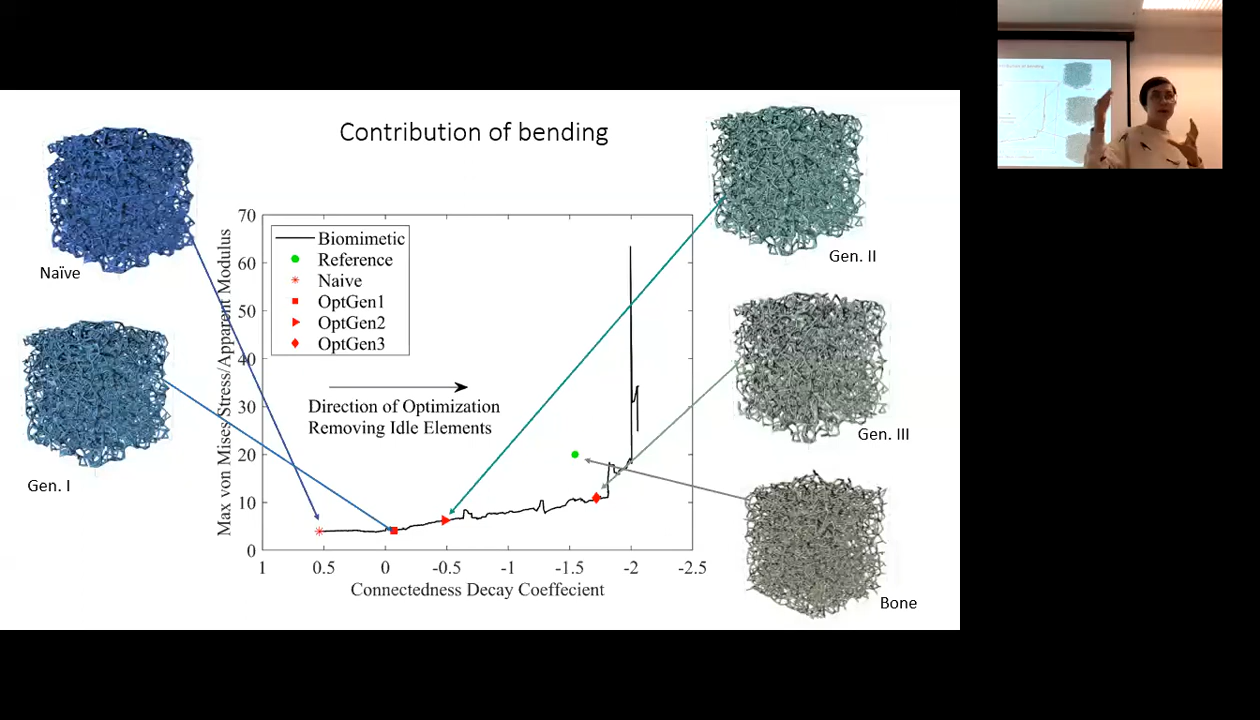 Contribution of bending
Naïve
Gen. I
Gen. II
Gen. III
Bone
Max von Mises Stress/Apparent Modulus
70
60
50
40
30
20
10
0
Biomimetic
Reference
Naive
OptGen1
OptGen2
OptGen3
Direction of Optimization
Removing Idle Elements
1 0.5 0 -0.5 -1 -1.5 -2 -2.5
Connectedness Decay Coeffecient